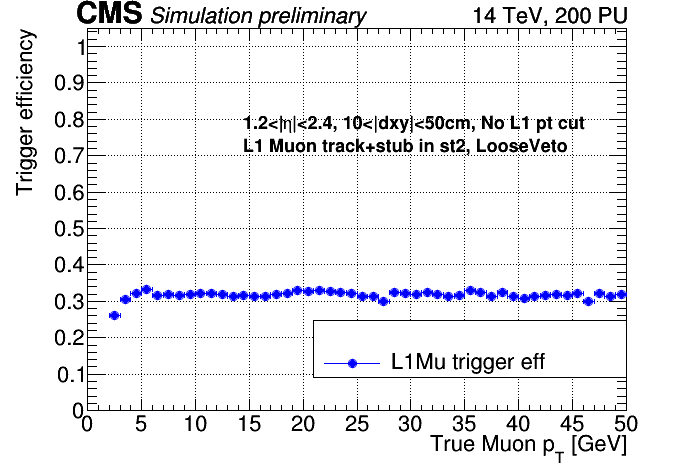 CMS Simulation preliminary 14 TeV, 200 PU
Trigger efficiency
1
0.9
0.8
0.7
0.6
0.5
0.4
0.3
0.2
0.1
0
1.2<|η|<2.4, 10<|dxy|<50cm, No L1 pt cut
L1 Muon track+stub in st2, LooseVeto
L1Mu trigger eff
0 5 10 15 20 25 30 35 40 45 50
True Muon p_T [GeV]